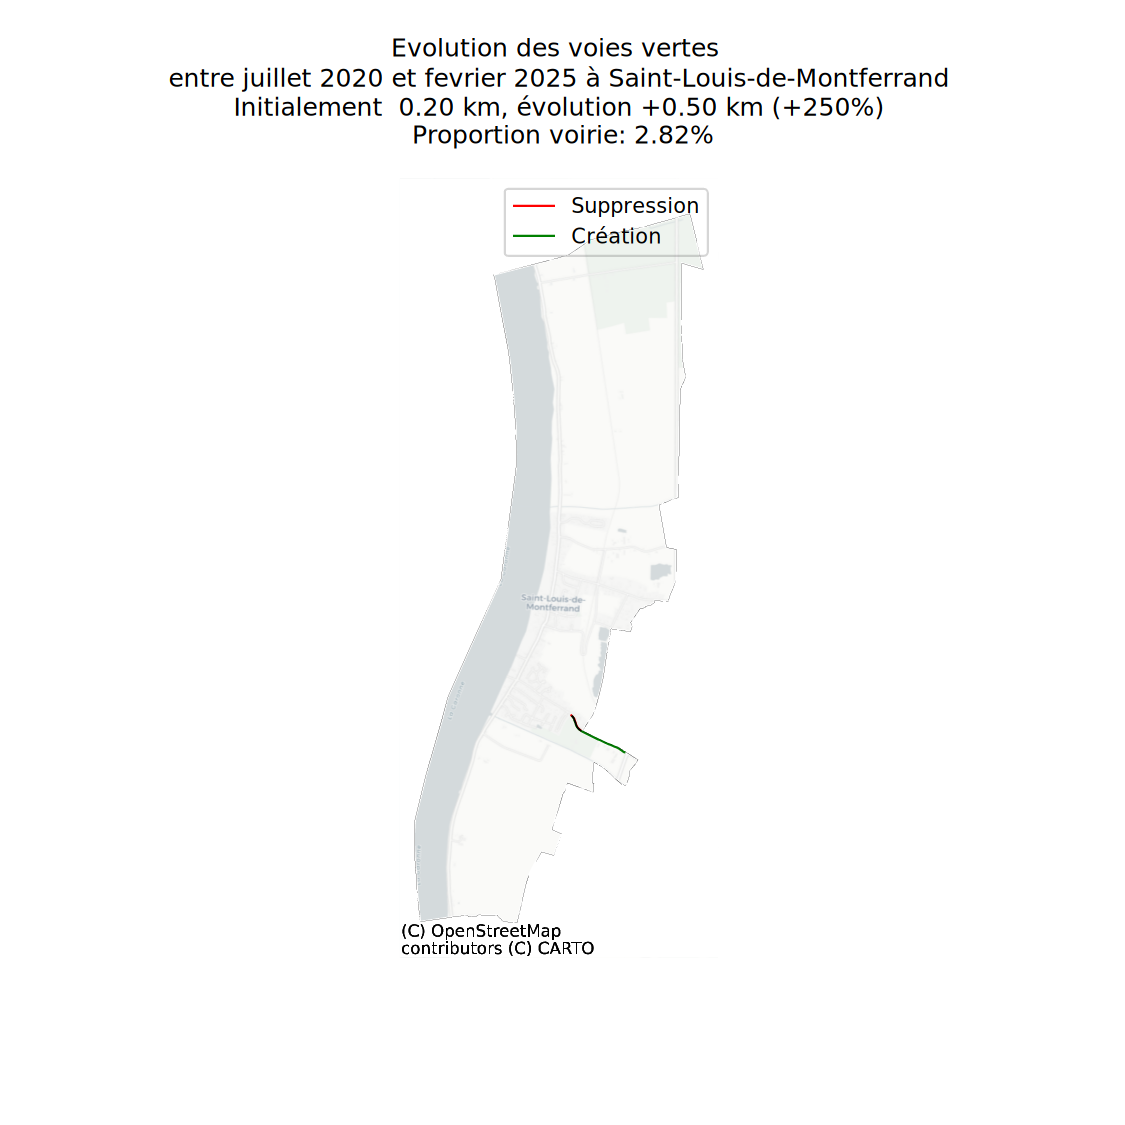 Evolution des voies vertes
entre juillet 2020 et fevrier 2025 à Saint-Louis-de-Montferrand
Initialement  0.20 km, évolution +0.50 km (+250%)
Proportion voirie: 2.82%
Suppression
Création
Saint-Louis-de-
Montferrand
(C) OpenStreetMap
contributors (C) CARTO